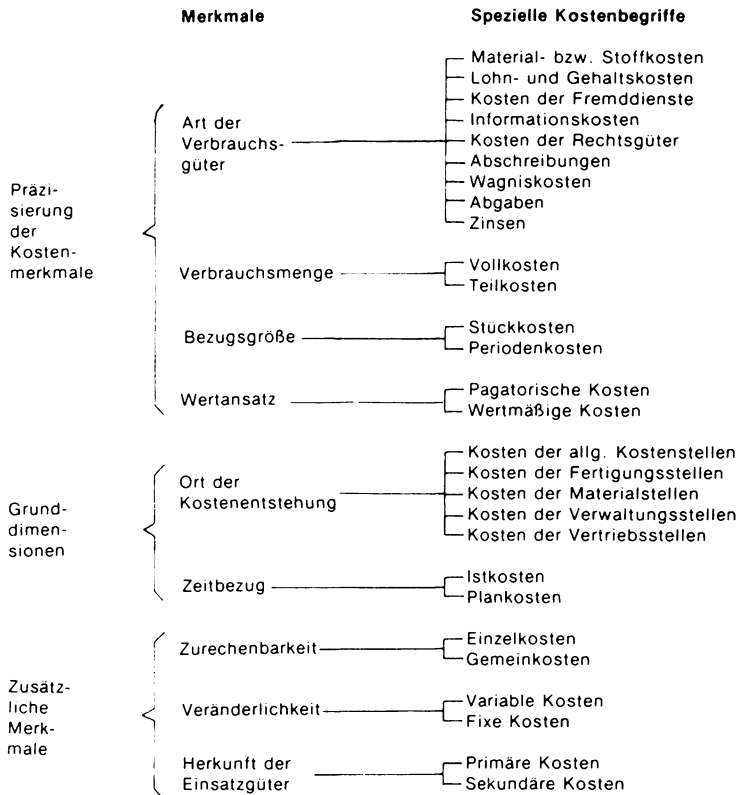 Merkmale Spezielle Kostenbegriffe
Präzi-
sierung
der
Kosten-
merkmale
Art der
Verbrauchs-
güter
Material- bzw. Stoffkosten
Lohn- und Gehaltskosten
Kosten der Fremddienste
Informationskosten
Kosten der Rechtsgüter
Abschreibungen
Wagniskosten
Abgaben
Zinsen
Verbrauchsmenge
Vollkosten
Teilkosten
Bezugsgröße
Stückkosten
Periodenkosten
Wertansatz
Pagatorische Kosten
Wertmäßige Kosten
Grund-
dimen-
sionen
Ort der
Kostenentstehung
Kosten der allg. Kostenstellen
Kosten der Fertigungsstellen
Kosten der Materialstellen
Kosten der Verwaltungsstellen
Kosten der Vertriebsstellen
Zeitbezug
Istkosten
Plankosten
Zusätz-
liche
Merk-
male
Zurechenbarkeit
Einzelkosten
Gemeinkosten
Veränderlichkeit
Variable Kosten
Fixe Kosten
Herkunft der
Einsatzgüter
Primäre Kosten
Sekundäre Kosten